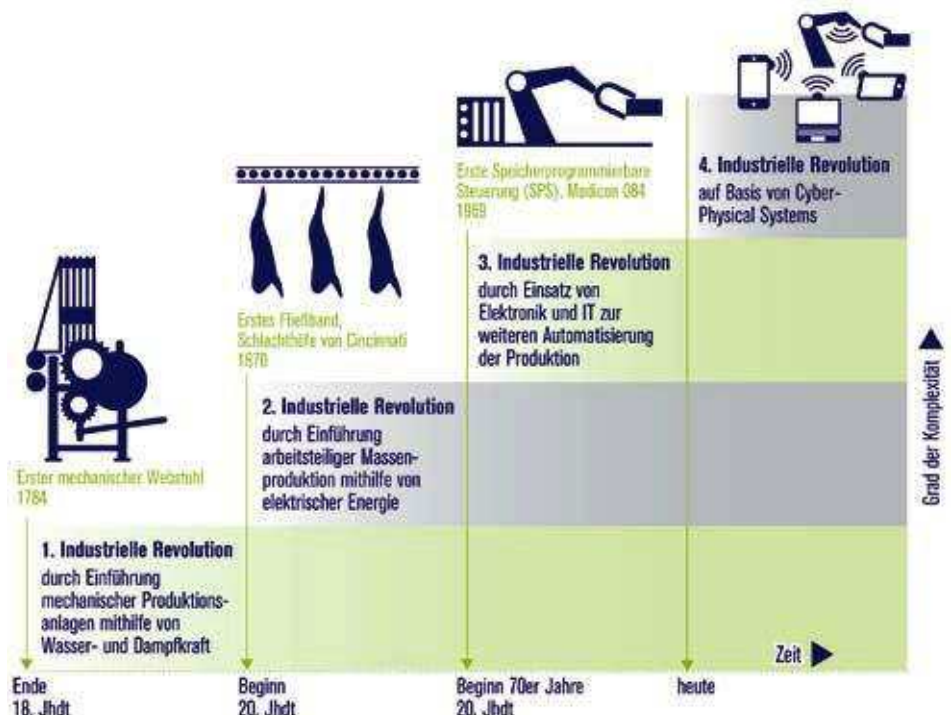 4. Industrielle Revolution
auf Basis von Cyber-
Physical Systems
Erste Speicherprogrammierbare
Steuerung (SPS), Modicon 084
1969
3. Industrielle Revolution
durch Einsatz von
Elektronik und IT zur
weiteren Automatisierung
der Produktion
Erstes Fließband,
Schlachthöfe von Cincinnati
1870
2. Industrielle Revolution
durch Einführung
arbeitsteiliger Massen-
produktion mithilfe von
elektrischer Energie
Erster mechanischer Webstuhl
1784
1. Industrielle Revolution
durch Einführung
mechanischer Produktions-
anlagen mithilfe von
Wasser- und Dampfkraft
Grad der Komplexität
Zeit
Ende
18. Jhdt
Beginn
20. Jhdt
Beginn 70er Jahre
20. Jhdt
heute